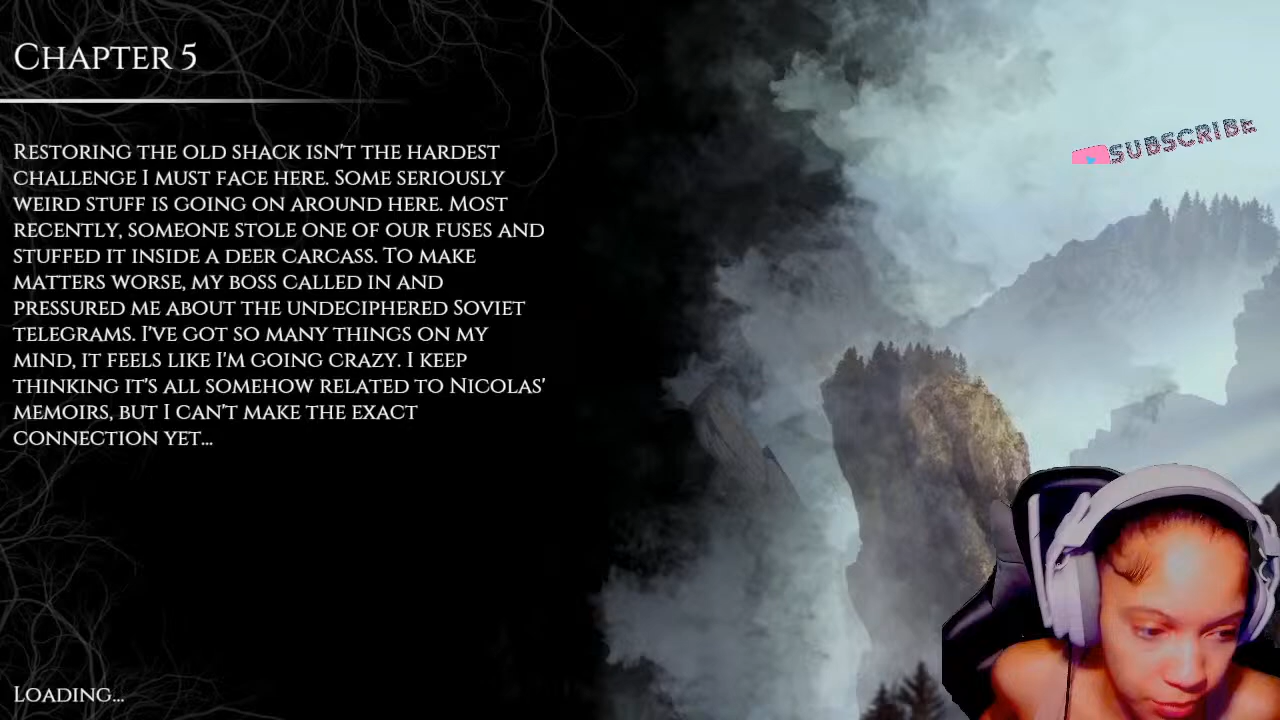 Chapter 5
Restoring the old shack isn't the hardest
challenge I must face here. Some seriously
weird stuff is going on around here. Most
recently, someone stole one of our fuses and
stuffed it inside a deer carcass. To make
matters worse, my boss called in and
pressured me about the undeciphered Soviet
telegrams. I've got so many things on my
mind, it feels like I'm going crazy. I keep
thinking it's all somehow related to Nicolas'
memoirs, but I can't make the exact
connection yet...
SUBSCRIBE
Loading...